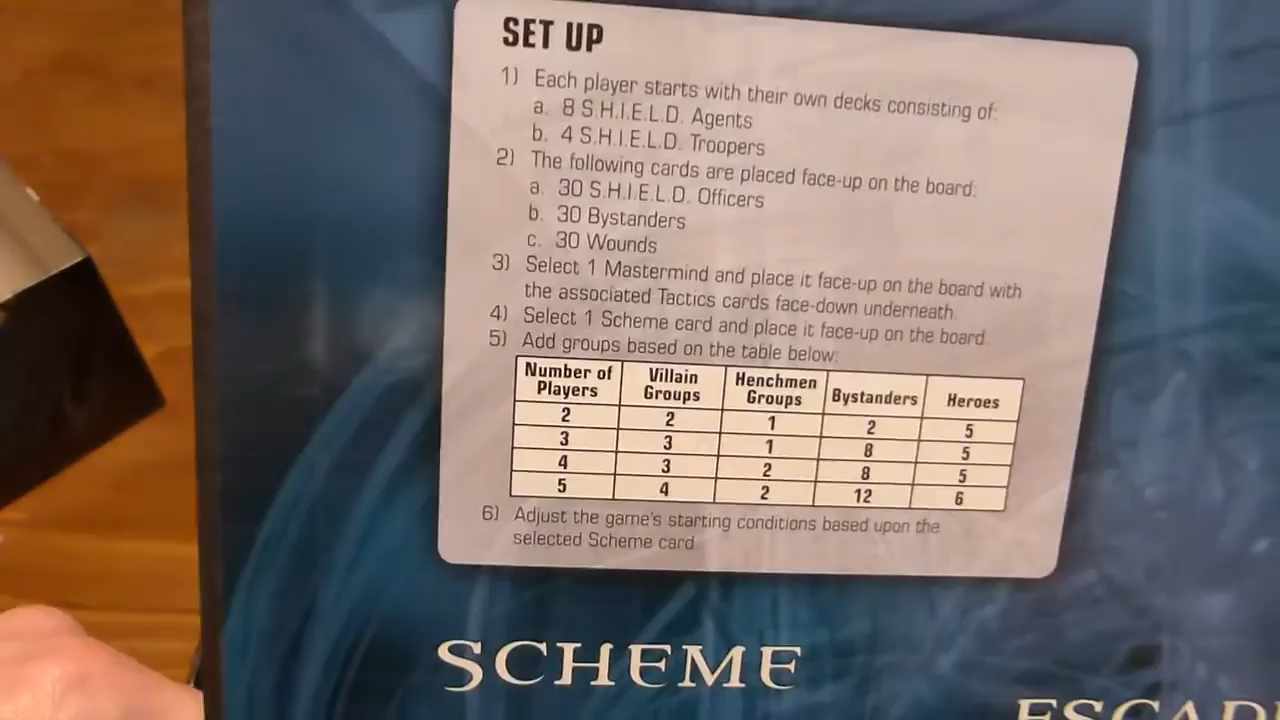 SET UP
1) Each player starts with their own decks consisting of:
a. 8 S.H.I.E.L.D. Agents
b. 4 S.H.I.E.L.D. Troopers
2) The following cards are placed face-up on the board:
a. 30 S.H.I.E.L.D. Officers
b. 30 Bystanders
c. 30 Wounds
3) Select 1 Mastermind and place it face-up on the board with
the associated Tactics cards face-down underneath
4) Select 1 Scheme card and place it face-up on the board
5) Add groups based on the table below:
Number of Players Villain Groups Henchmen Groups Bystanders Heroes
2 2 1 2 5
3 3 1 8 5
4 3 2 8 5
5 4 2 12 6
6) Adjust the game's starting conditions based upon the
selected Scheme card
SCHEME